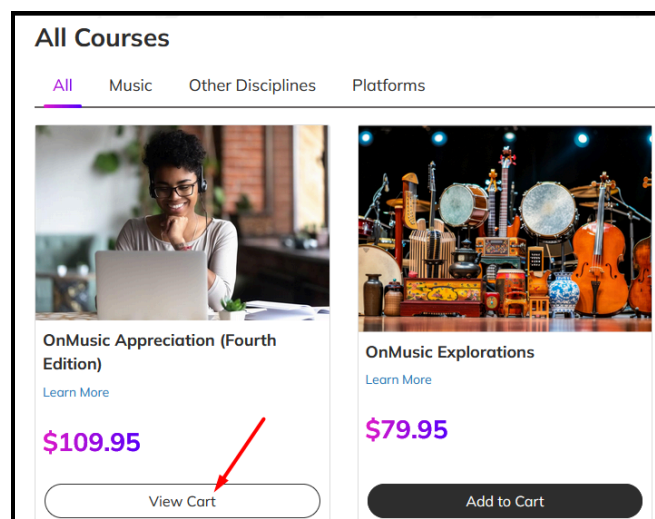 All Courses
All Music Other Disciplines Platforms
OnMusic Appreciation (Fourth
Edition)
Learn More
$109.95
View Cart
OnMusic Explorations
Learn More
$79.95
Add to Cart